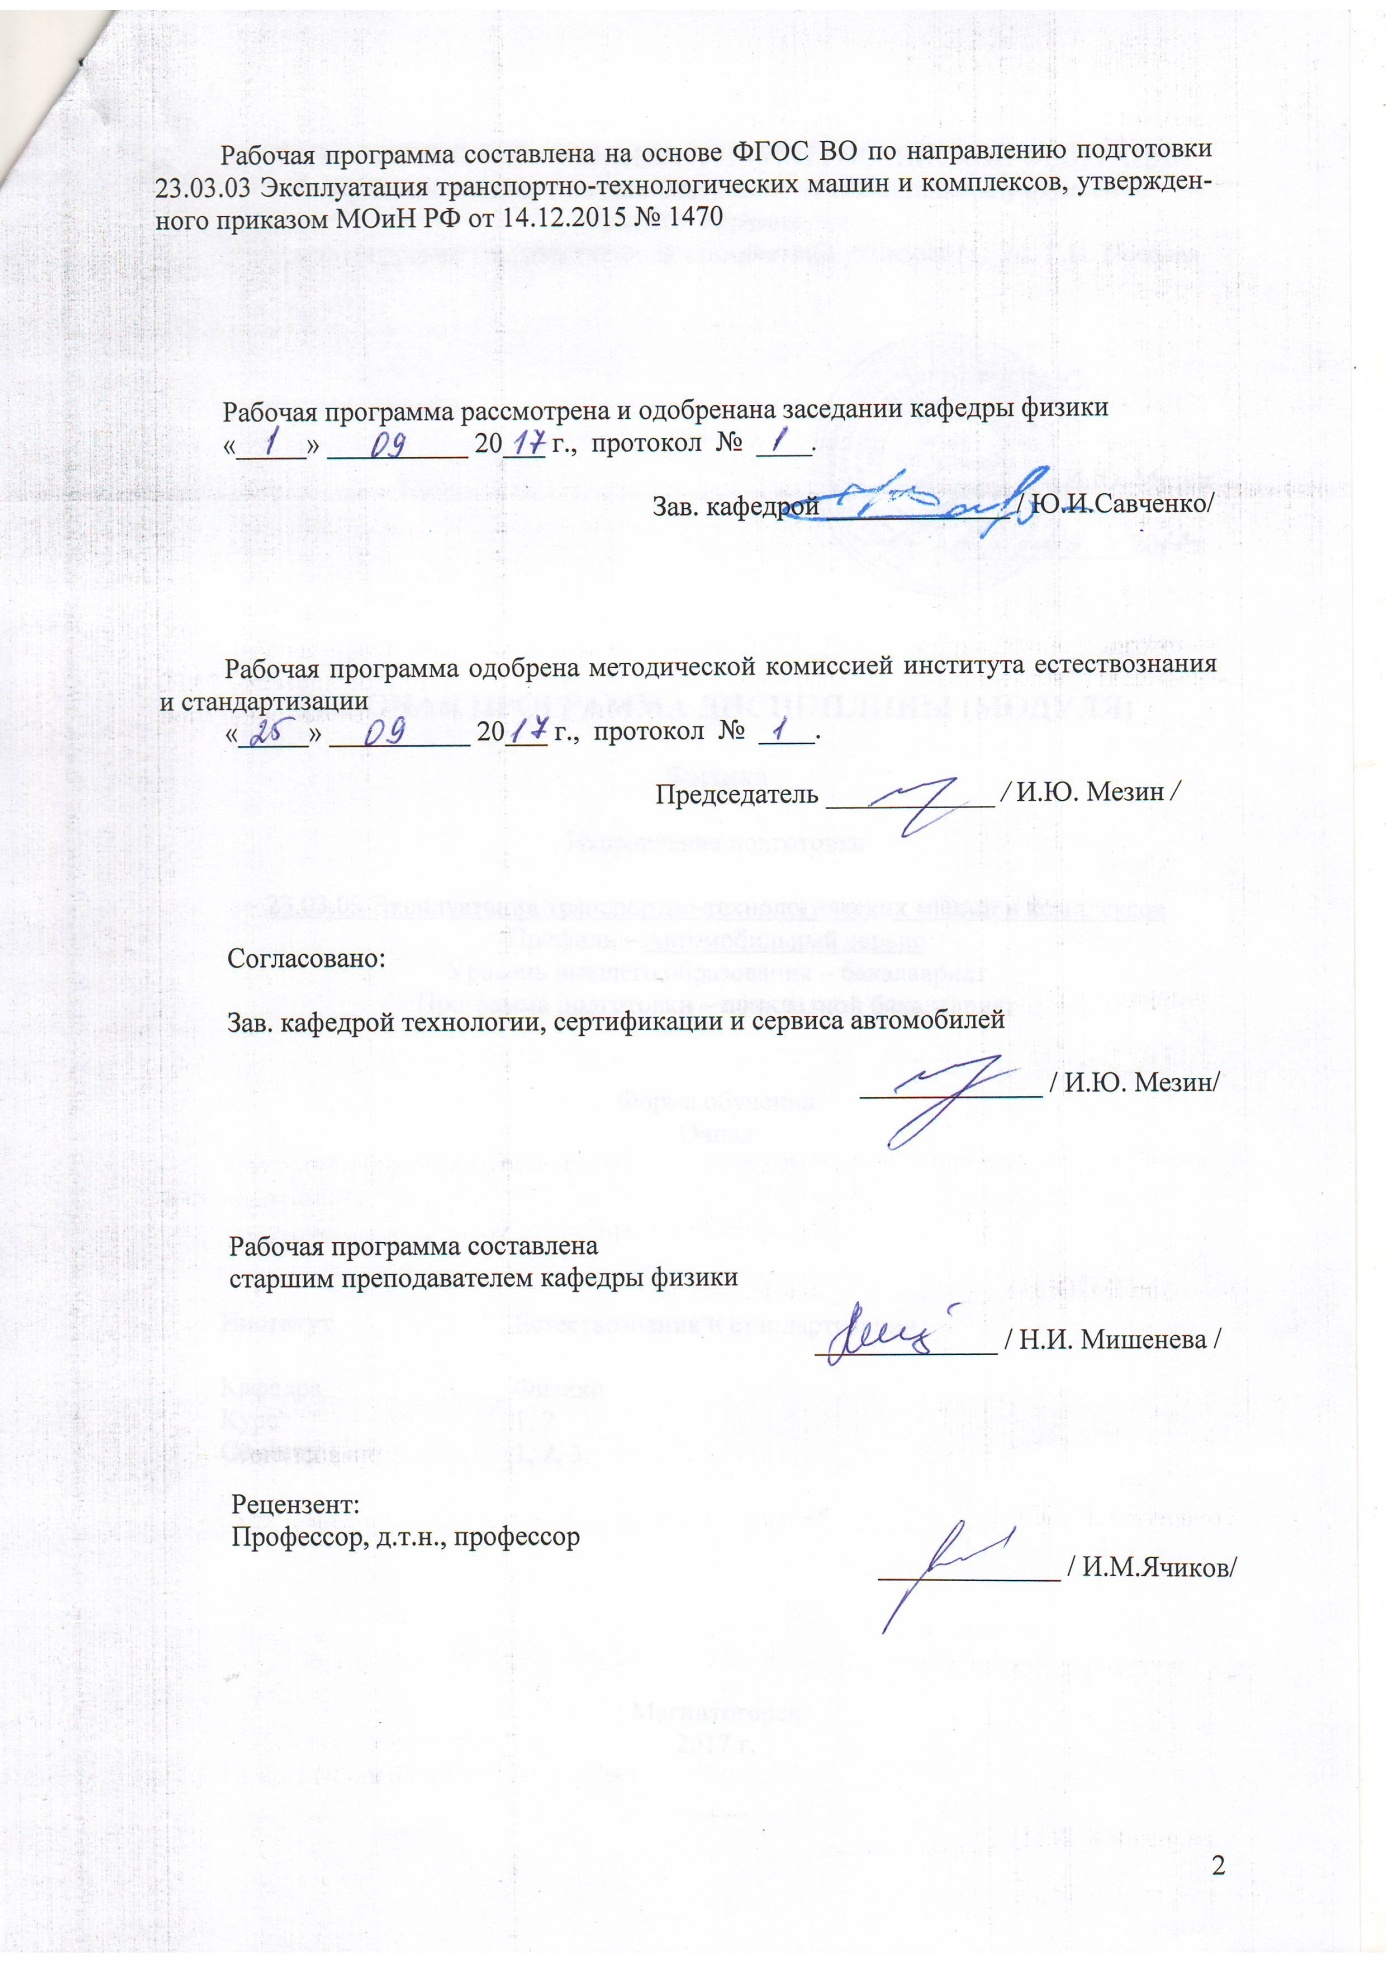 Рабочая программа составлена на основе ФГОС ВО по направлению подготовки
23.03.03 Эксплуатация транспортно-технологических машин и комплексов, утвержден-
ного приказом МОиН РФ от 14.12.2015 № 1470
Рабочая программа рассмотрена и одобренана заседании кафедры физики
«1» 09 2017 г., протокол № 1.
Зав. кафедрой / Ю.И.Савченко/
Рабочая программа одобрена методической комиссией института естествознания
и стандартизации
«25» 09 2017 г., протокол № 1.
Председатель / И.Ю. Мезин /
Согласовано:
Зав. кафедрой технологии, сертификации и сервиса автомобилей
/ И.Ю. Мезин/
Рабочая программа составлена
старшим преподавателем кафедры физики
/ Н.И. Мишенева /
Рецензент:
Профессор, д.т.н., профессор
/ И.М.Ячиков/
2